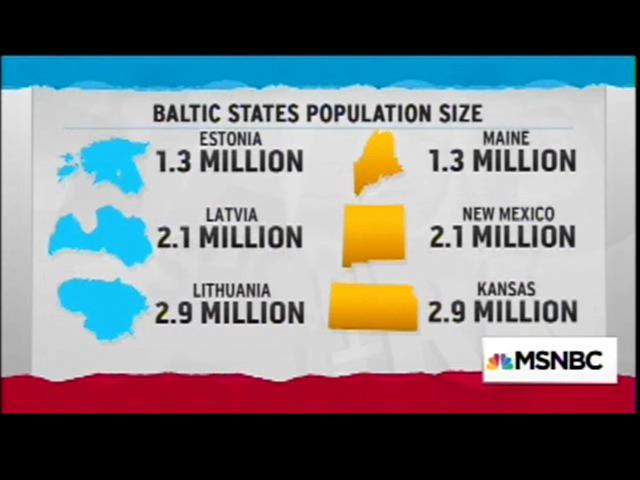 BALTIC STATES POPULATION SIZE
ESTONIA
1.3 MILLION
MAINE
1.3 MILLION
LATVIA
2.1 MILLION
NEW MEXICO
2.1 MILLION
LITHUANIA
2.9 MILLION
KANSAS
2.9 MILLION
MSNBC